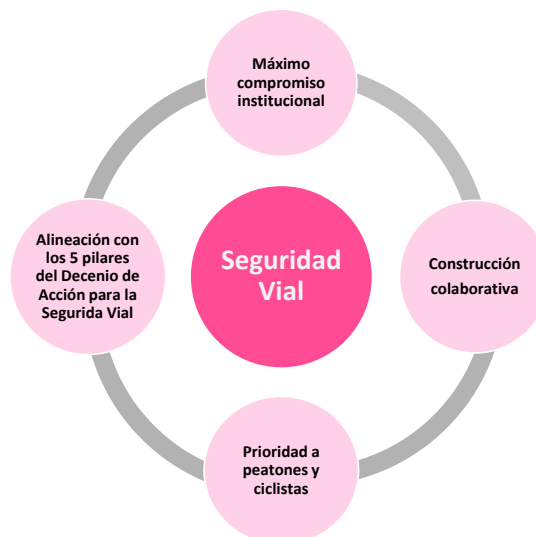 Máximo
compromiso
institucional
Alineación con
los 5 pilares
del Decenio de
Acción para la
Segurida Vial
Seguridad
Vial
Construcción
colaborativa
Prioridad a
peatones y
ciclistas